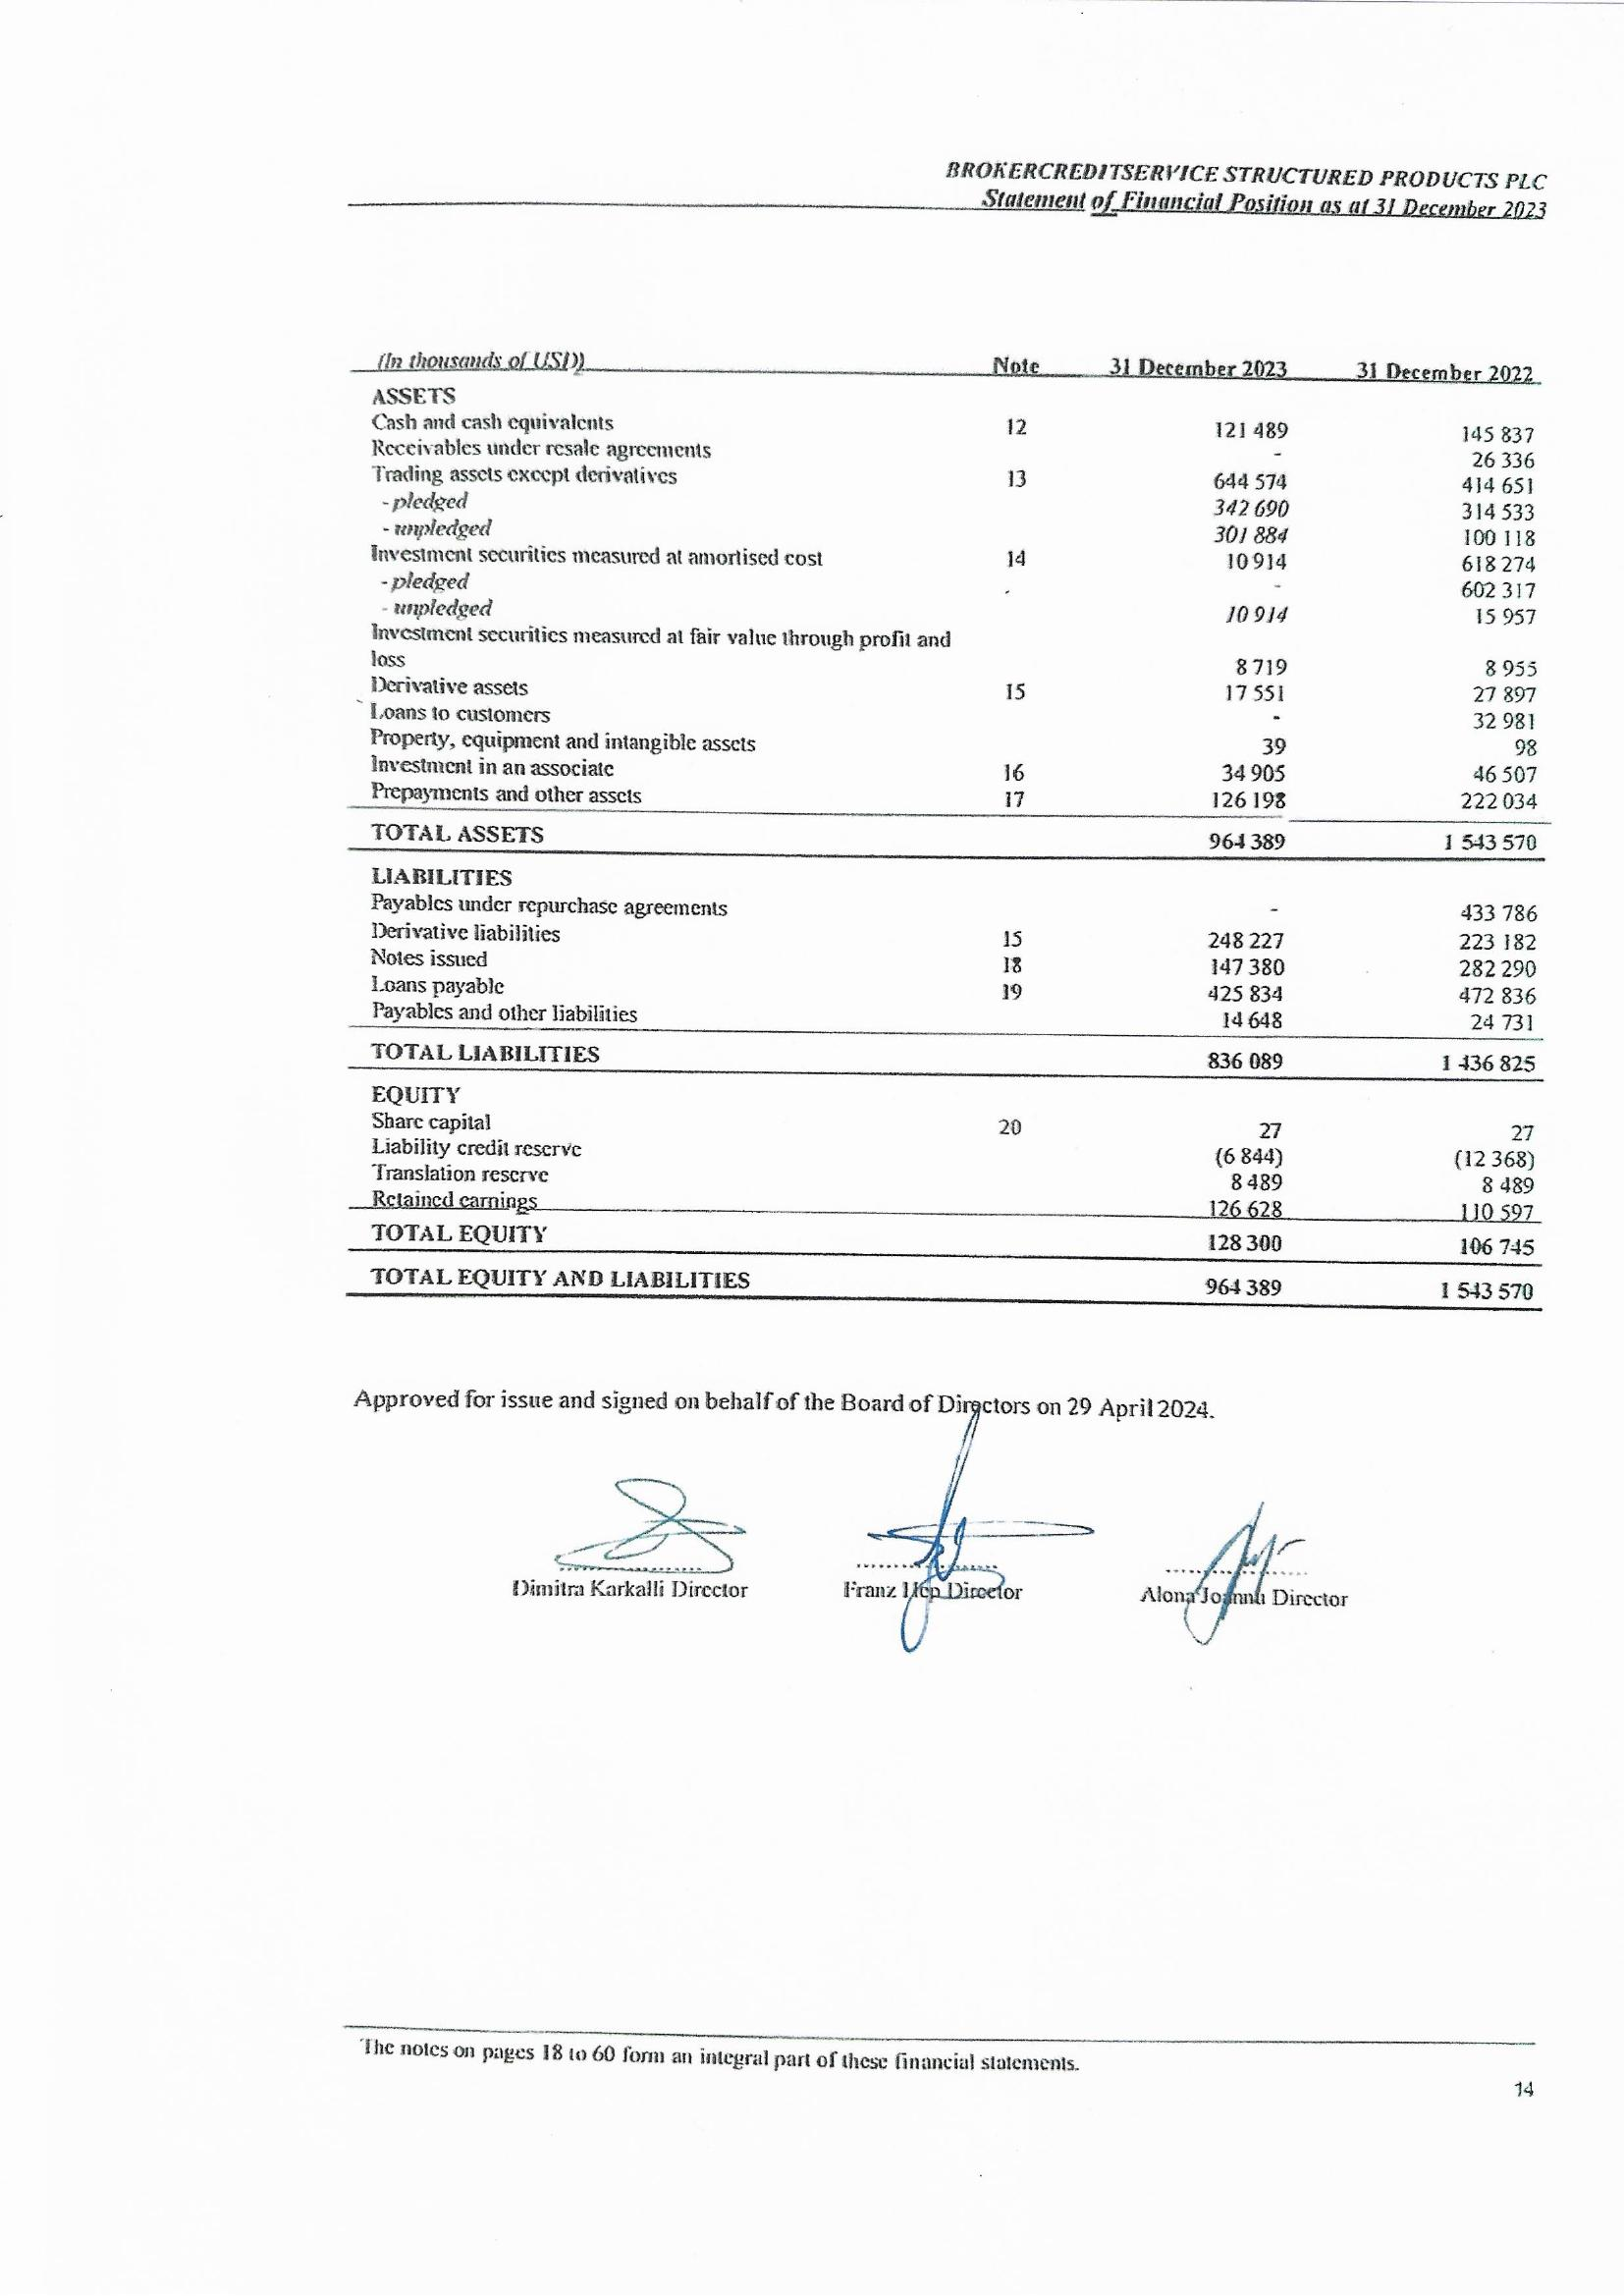 BROKERCREDITSERVICE STRUCTURED PRODUCTS PLC
Statement of Financial Position as at 31 December 2023
(In thousands of USD) Note 31 December 2023 31 December 2022
ASSETS
Cash and cash equivalents 12 121 489 145 837
Receivables under resale agreements - 26 336
Trading assets except derivatives 13 644 574 414 651
- pledged 342 690 314 533
- unpledged 301 884 100 118
Investment securities measured at amortised cost 14 10 914 618 274
- pledged - 602 317
- unpledged 10 914 15 957
Investment securities measured at fair value through profit and
loss 8 719 8 955
Derivative assets 15 17 551 27 897
Loans to customers - 32 981
Property, equipment and intangible assets 39 98
Investment in an associate 16 34 905 46 507
Prepayments and other assets 17 126 198 222 034
TOTAL ASSETS 964 389 1 543 570
LIABILITIES
Payables under repurchase agreements - 433 786
Derivative liabilities 15 248 227 223 182
Notes issued 18 147 380 282 290
Loans payable 19 425 834 472 836
Payables and other liabilities 14 648 24 731
TOTAL LIABILITIES 836 089 1 436 825
EQUITY
Share capital 20 27 27
Liability credit reserve (6 844) (12 368)
Translation reserve 8 489 8 489
Retained earnings 126 628 110 597
TOTAL EQUITY 128 300 106 745
TOTAL EQUITY AND LIABILITIES 964 389 1 543 570
Approved for issue and signed on behalf of the Board of Directors on 29 April 2024.
Dimitra Karkalli Director Franz Director Alona Director
The notes on pages 18 to 60 form an integral part of these financial statements.
14